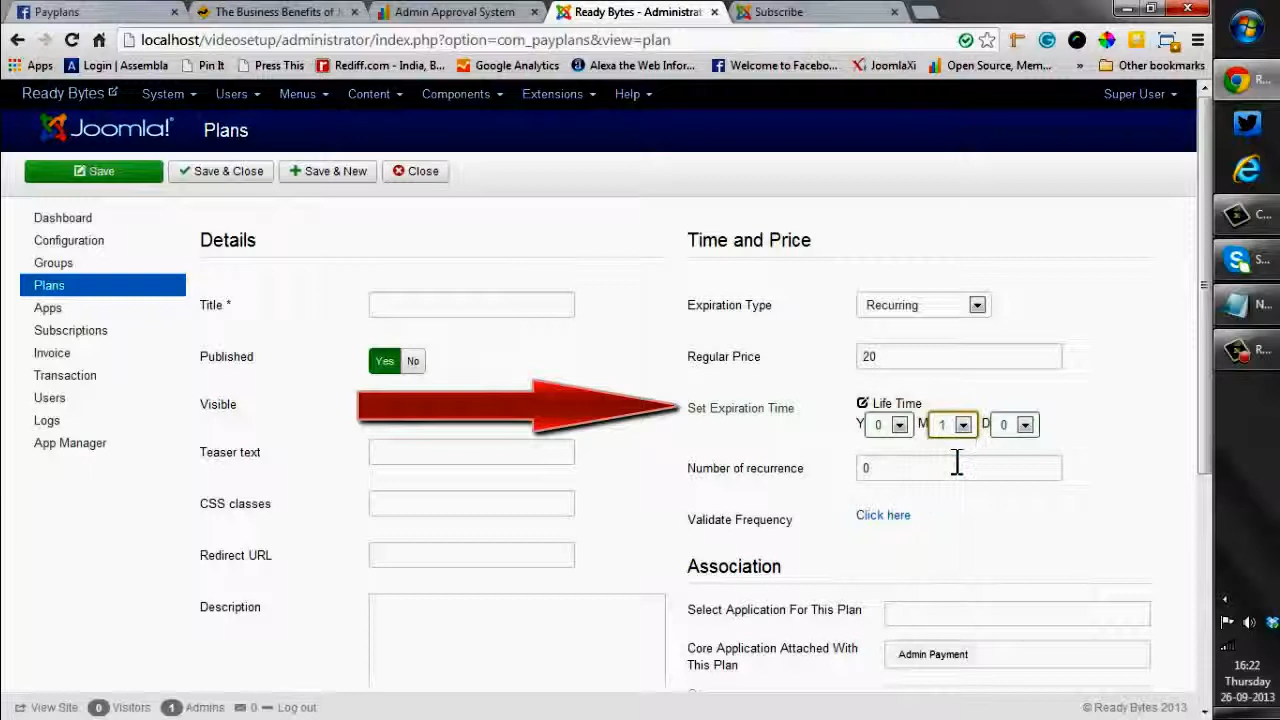 Payplans
The Business Benefits of J
Admin Approval System
Ready Bytes - Administrat
Subscribe
localhost/videosetup/administrator/index.php?option=com_payplans&view=plan
Apps
Login | Assembla
Pin It
Press This
Rediff.com - India, B...
Google Analytics
Alexa the Web Infor...
Welcome to Facebo...
JoomlaXi
Open Source, Mem...
»
Other bookmarks
Ready Bytes
System
Users
Menus
Content
Components
Extensions
Help
Super User
Joomla!
Plans
Save
Save & Close
Save & New
Close
Dashboard
Configuration
Groups
Plans
Apps
Subscriptions
Invoice
Transaction
Users
Logs
App Manager
Details
Title *
Published
Yes
No
Visible
Teaser text
CSS classes
Redirect URL
Description
Time and Price
Expiration Type
Recurring
Regular Price
20
Set Expiration Time
Life Time
Y 0 M 1 D 0
Number of recurrence
0
Validate Frequency
Click here
Association
Select Application For This Plan
Core Application Attached With
This Plan
Admin Payment
View Site
0 Visitors
1 Admins
0
Log out
© Ready Bytes 2013
R...
C...
S...
N...
R...
16:22
Thursday
26-09-2013